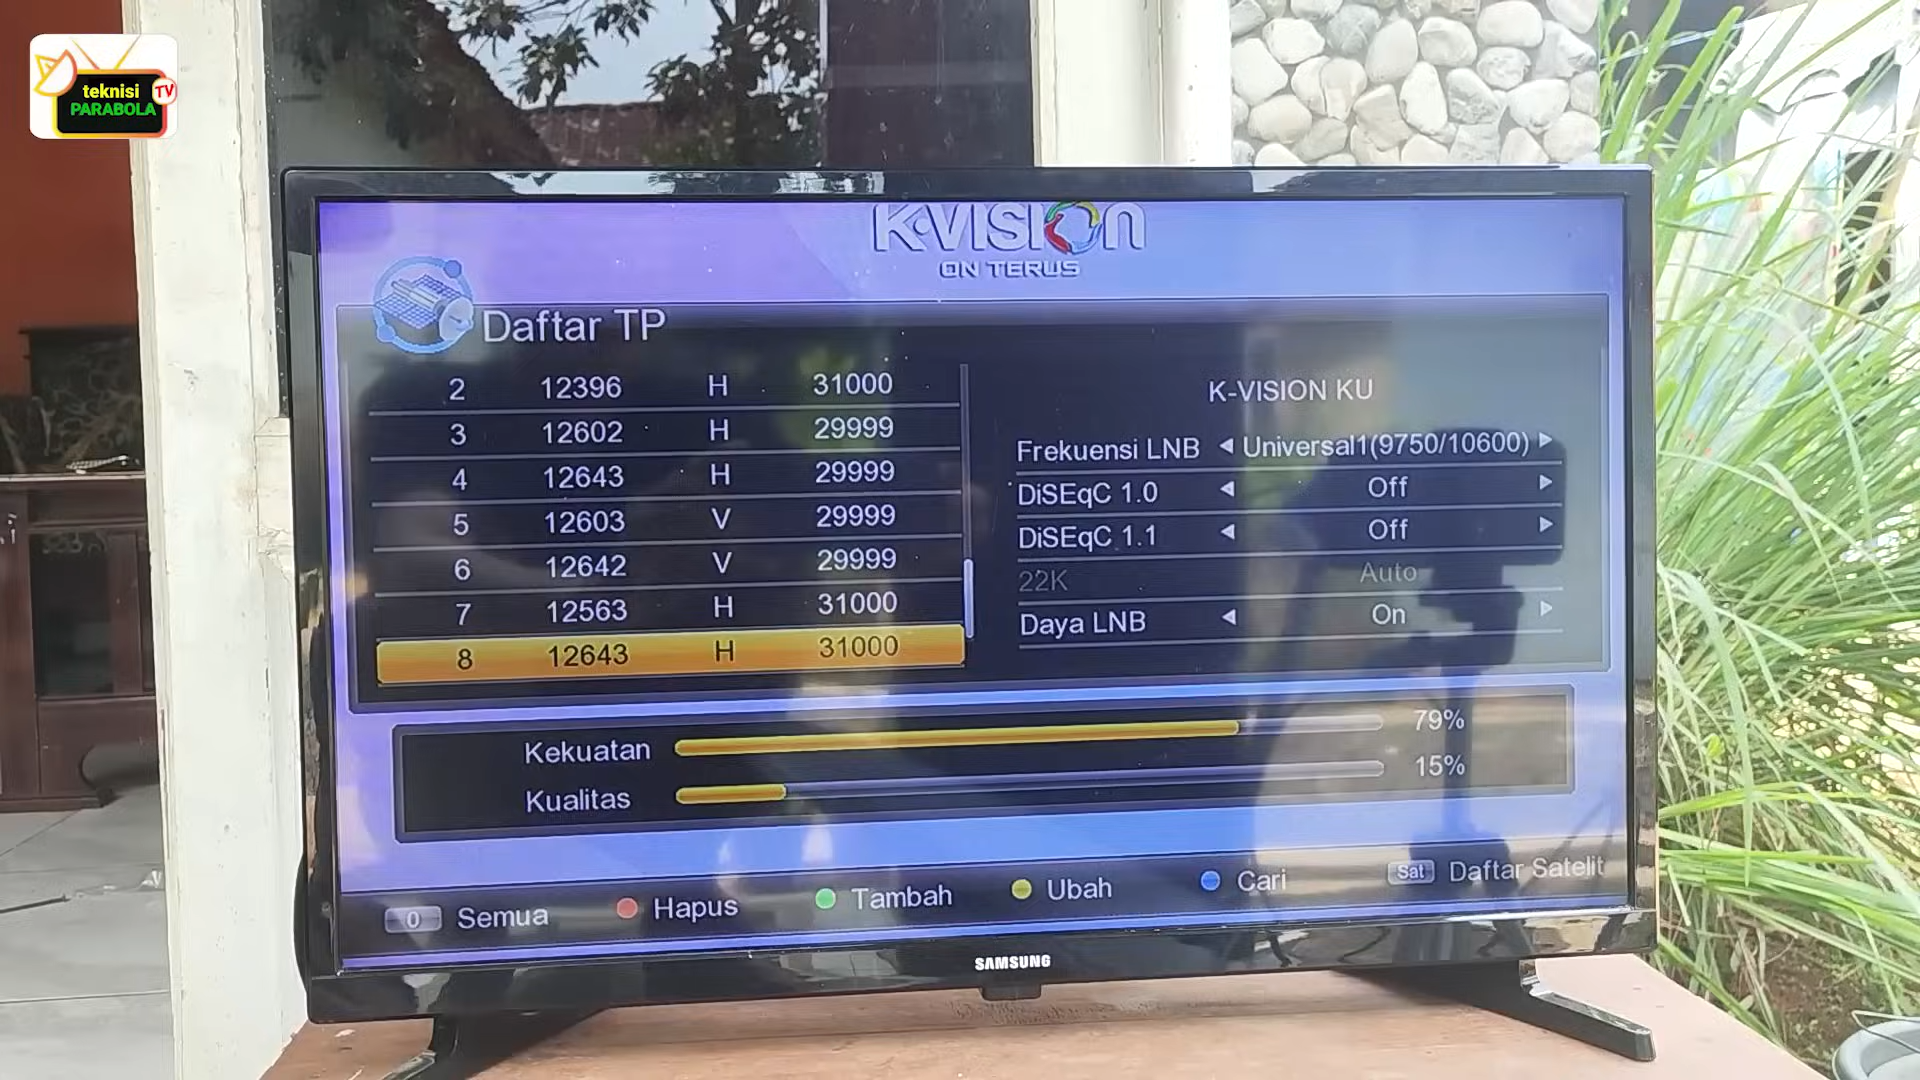 teknisi TV
PARABOLA
K-VISION
ON TERUS
Daftar TP
2 12396 H 31000
3 12602 H 29999
4 12643 H 29999
5 12603 V 29999
6 12642 V 29999
7 12563 H 31000
8 12643 H 31000
K-VISION KU
Frekuensi LNB Universal1(9750/10600)
DiSEqC 1.0 Off
DiSEqC 1.1 Off
22K Auto
Daya LNB On
Kekuatan 79%
Kualitas 15%
0 Semua Hapus Tambah Ubah Cari Sat Daftar Satelit
SAMSUNG